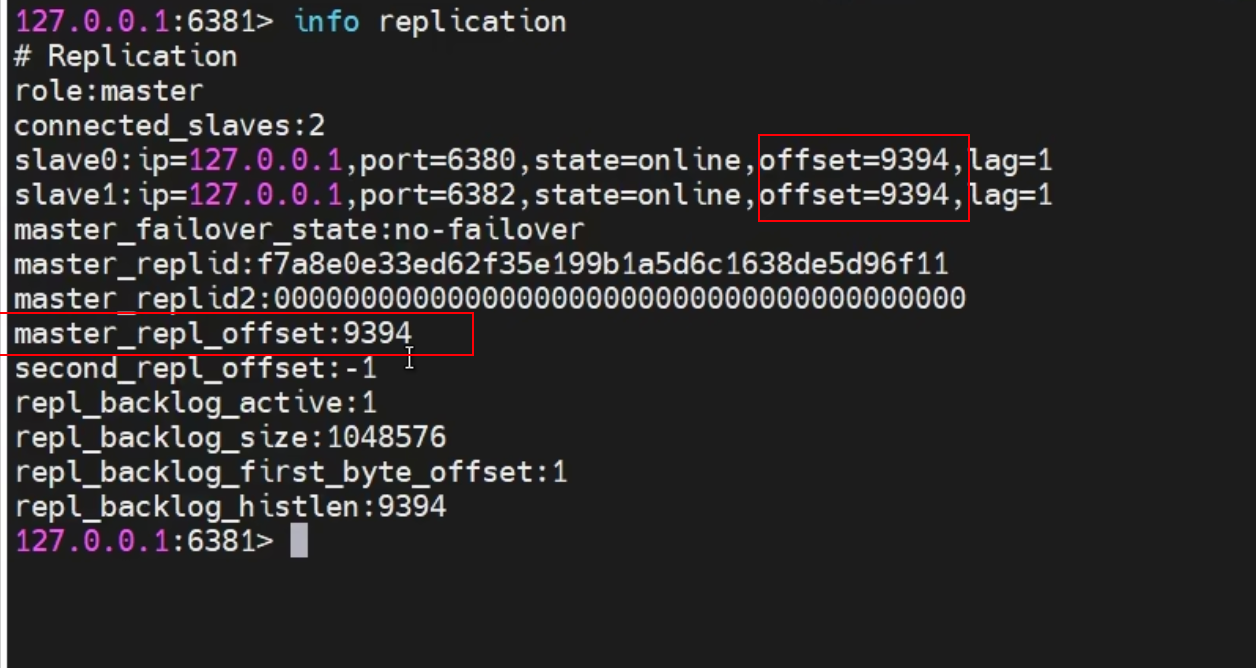 127.0.0.1:6381> info replication
# Replication
role:master
connected_slaves:2
slave0:ip=127.0.0.1,port=6380,state=online,offset=9394,lag=1
slave1:ip=127.0.0.1,port=6382,state=online,offset=9394,lag=1
master_failover_state:no-failover
master_replid:f7a8e0e33ed62f35e199b1a5d6c1638de5d96f11
master_replid2:0000000000000000000000000000000000000000
master_repl_offset:9394
second_repl_offset:-1
repl_backlog_active:1
repl_backlog_size:1048576
repl_backlog_first_byte_offset:1
repl_backlog_histlen:9394
127.0.0.1:6381>